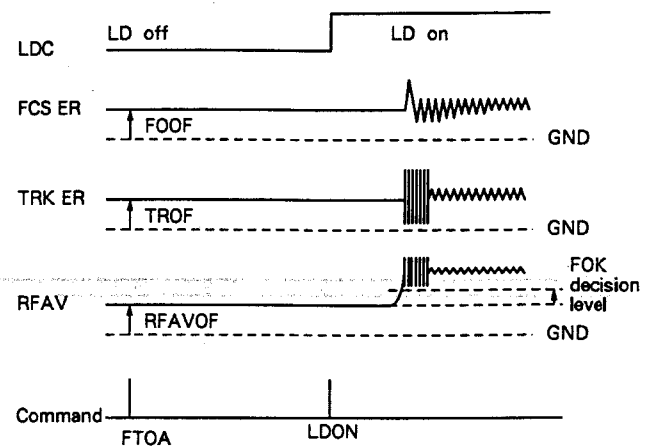 LDC
LD off
LD on
FCS ER
FOOF
GND
TRK ER
TROF
GND
FOK
decision
level
RFAV
RFAVOF
GND
Command
FTOA
LDON